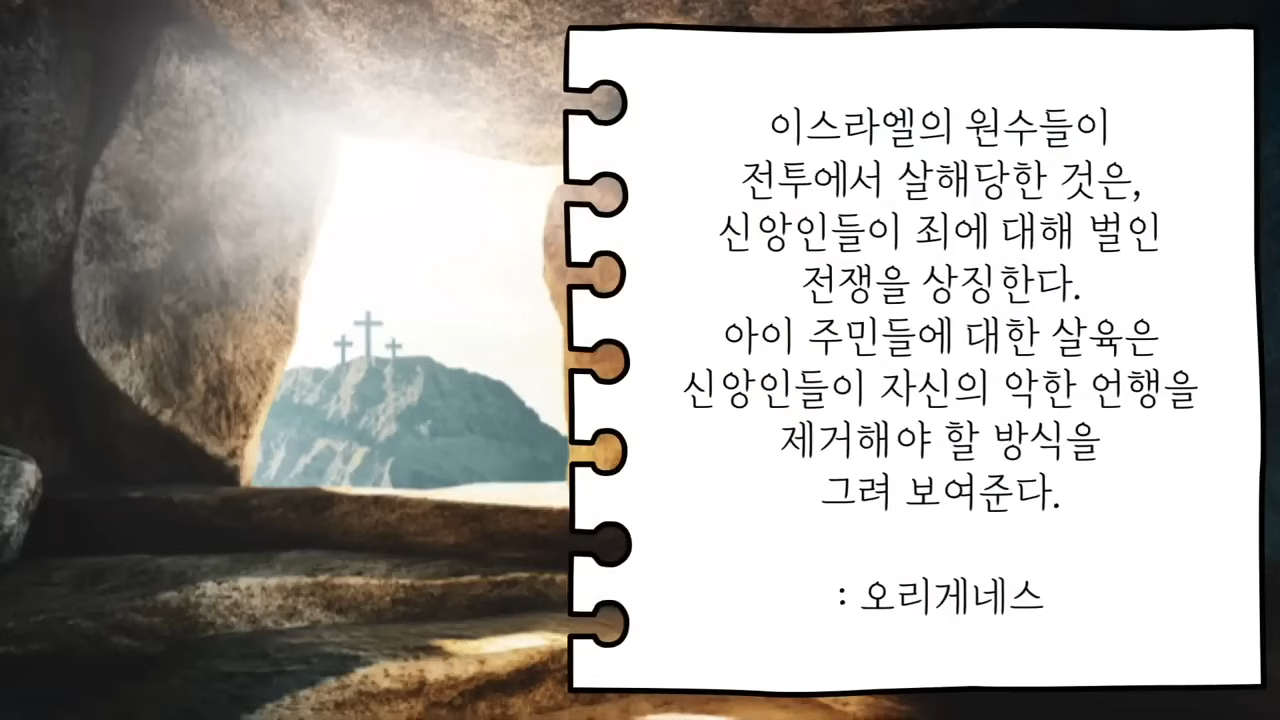 이스라엘의 원수들이
전투에서 살해당한 것은,
신앙인들이 죄에 대해 벌인
전쟁을 상징한다.
아이 주민들에 대한 살육은
신앙인들이 자신의 악한 언행을
제거해야 할 방식을
그려 보여준다.
: 오리게네스